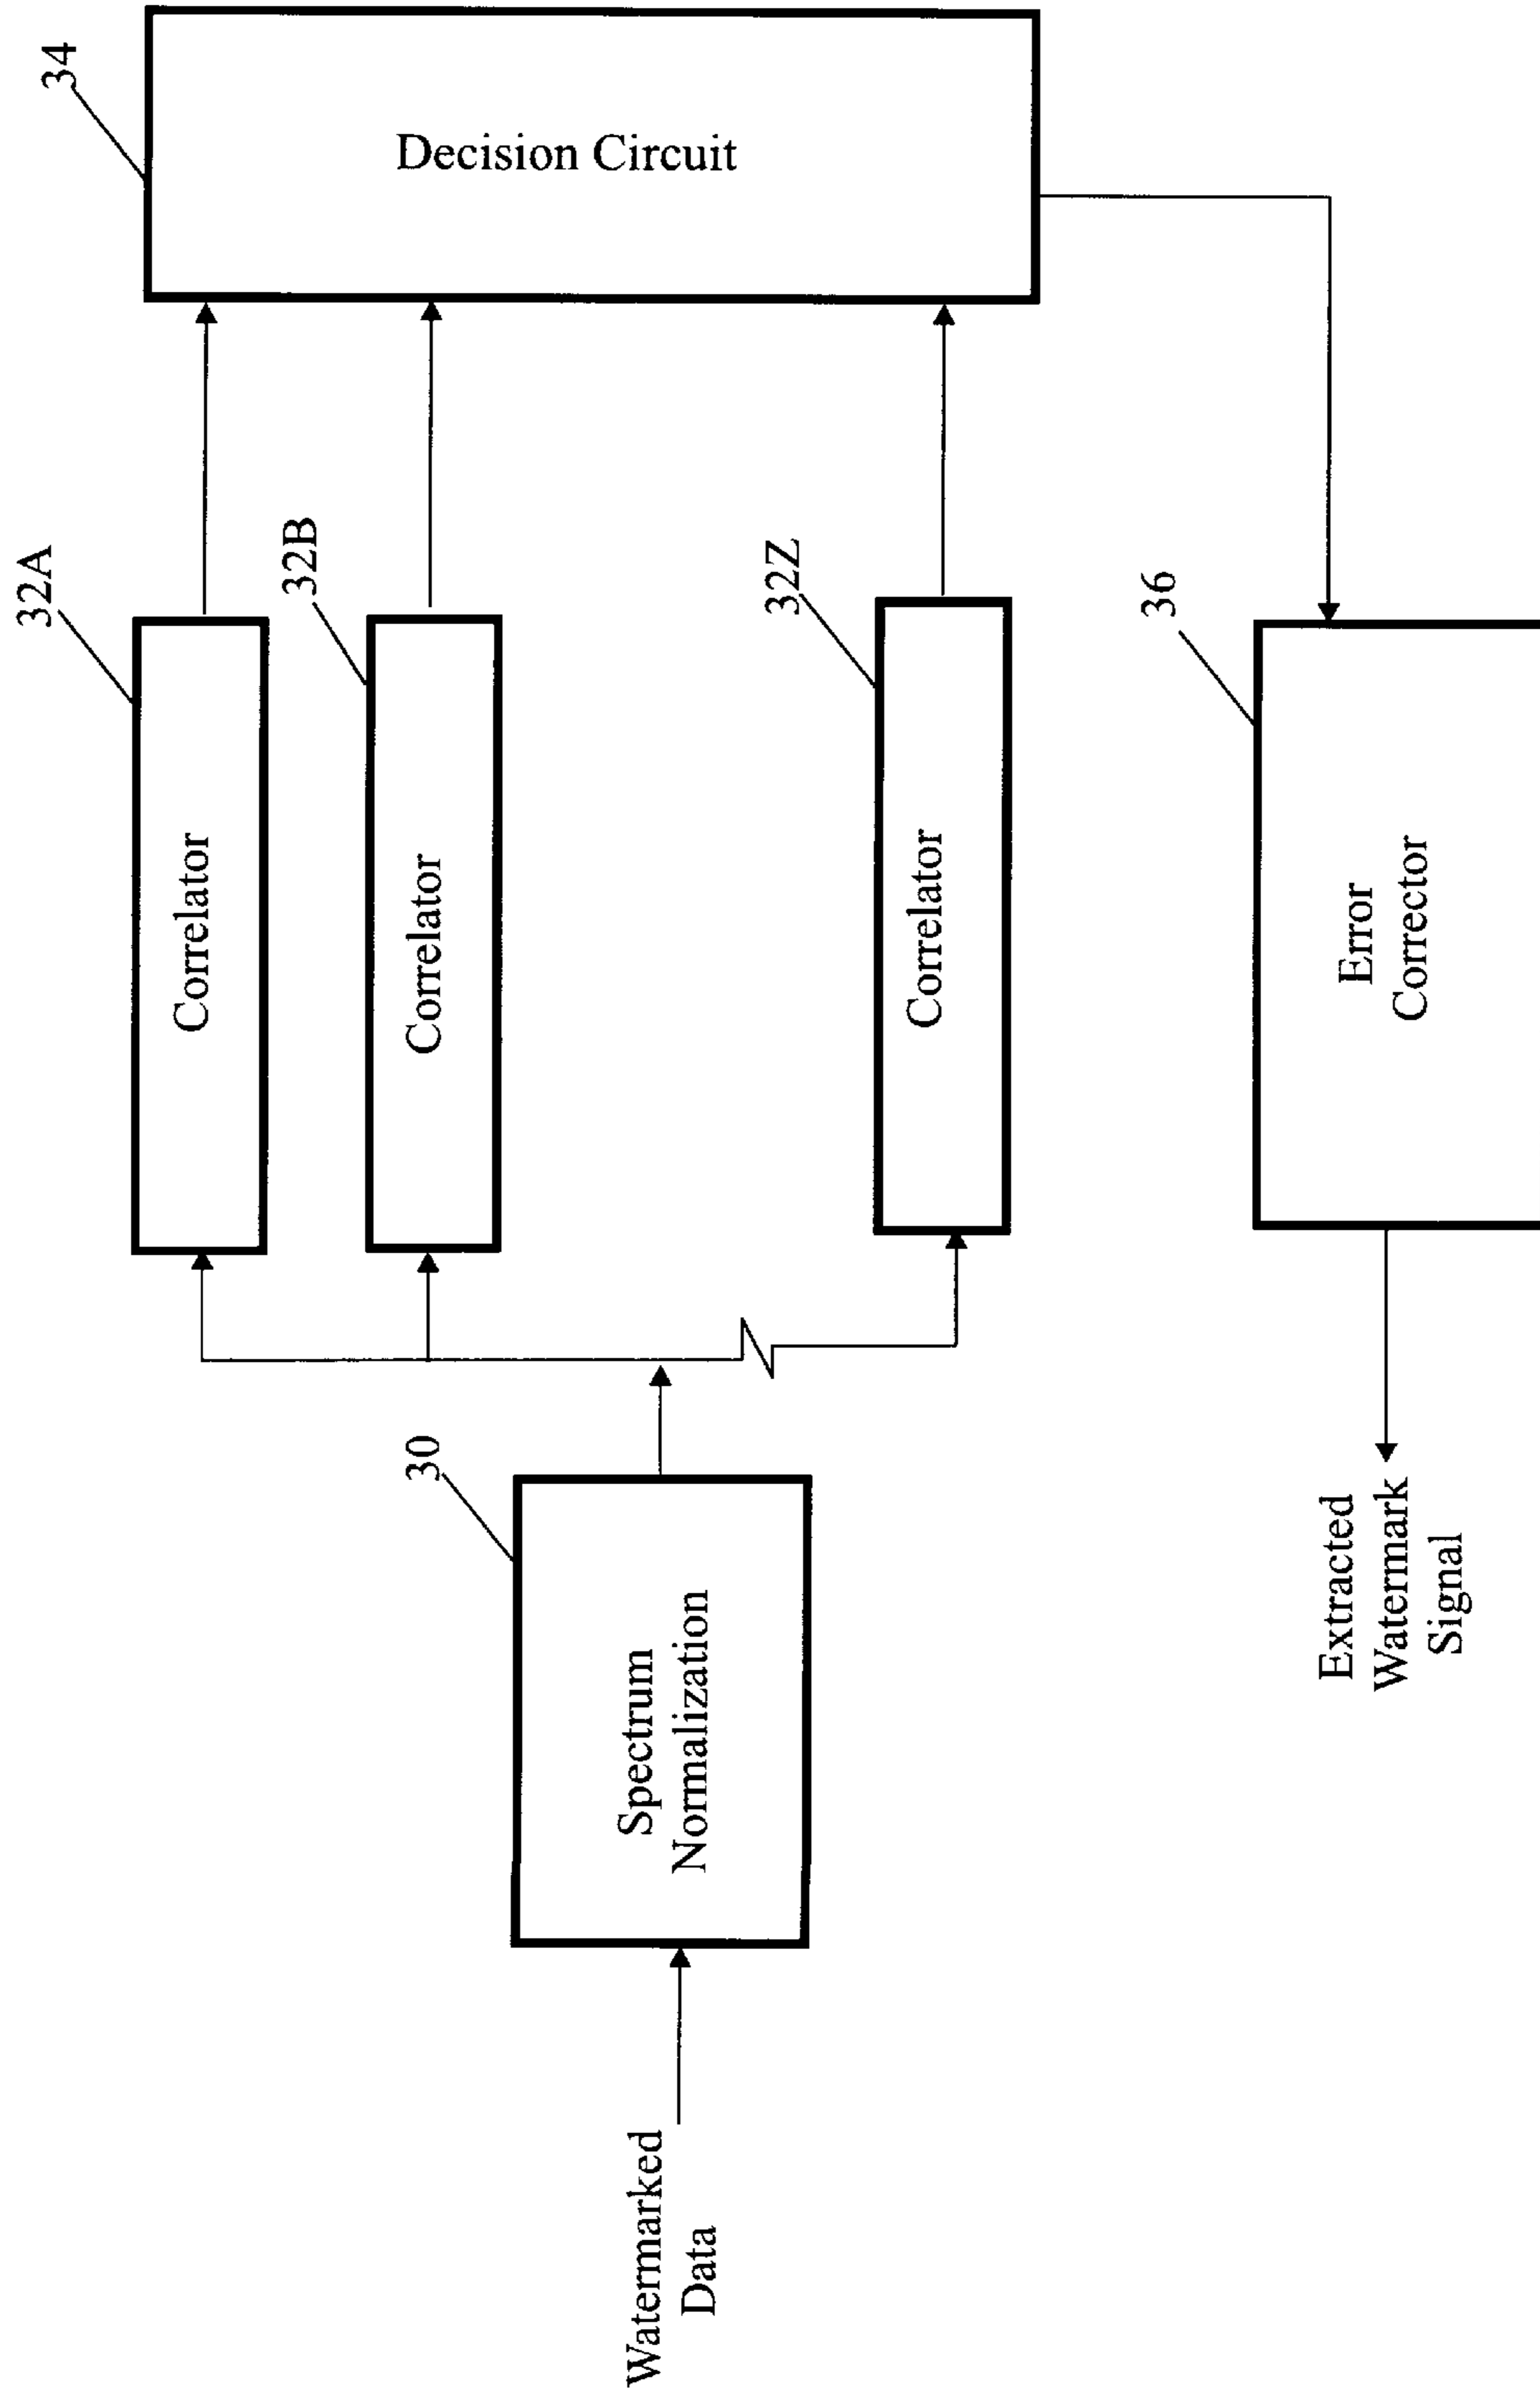 Watermarked
Data
30
Spectrum
Normalization
32A
Correlator
32B
Correlator
32Z
Correlator
34
Decision Circuit
36
Error
Corrector
Extracted
Watermark
Signal